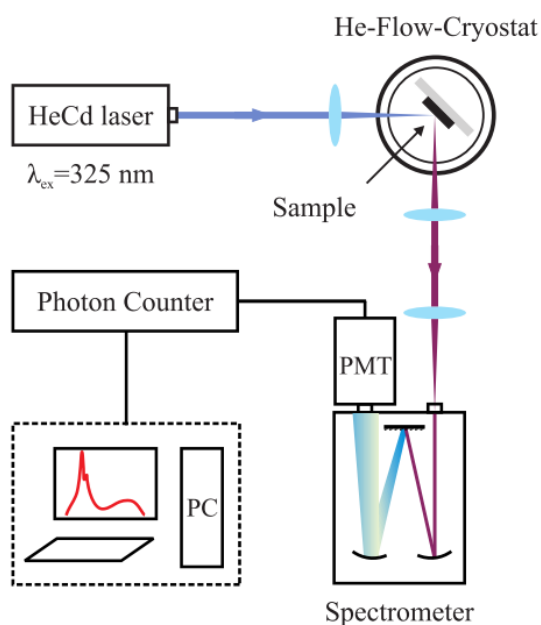 He-Flow-Cryostat
HeCd laser
λex=325 nm
Sample
Photon Counter
PMT
PC
Spectrometer